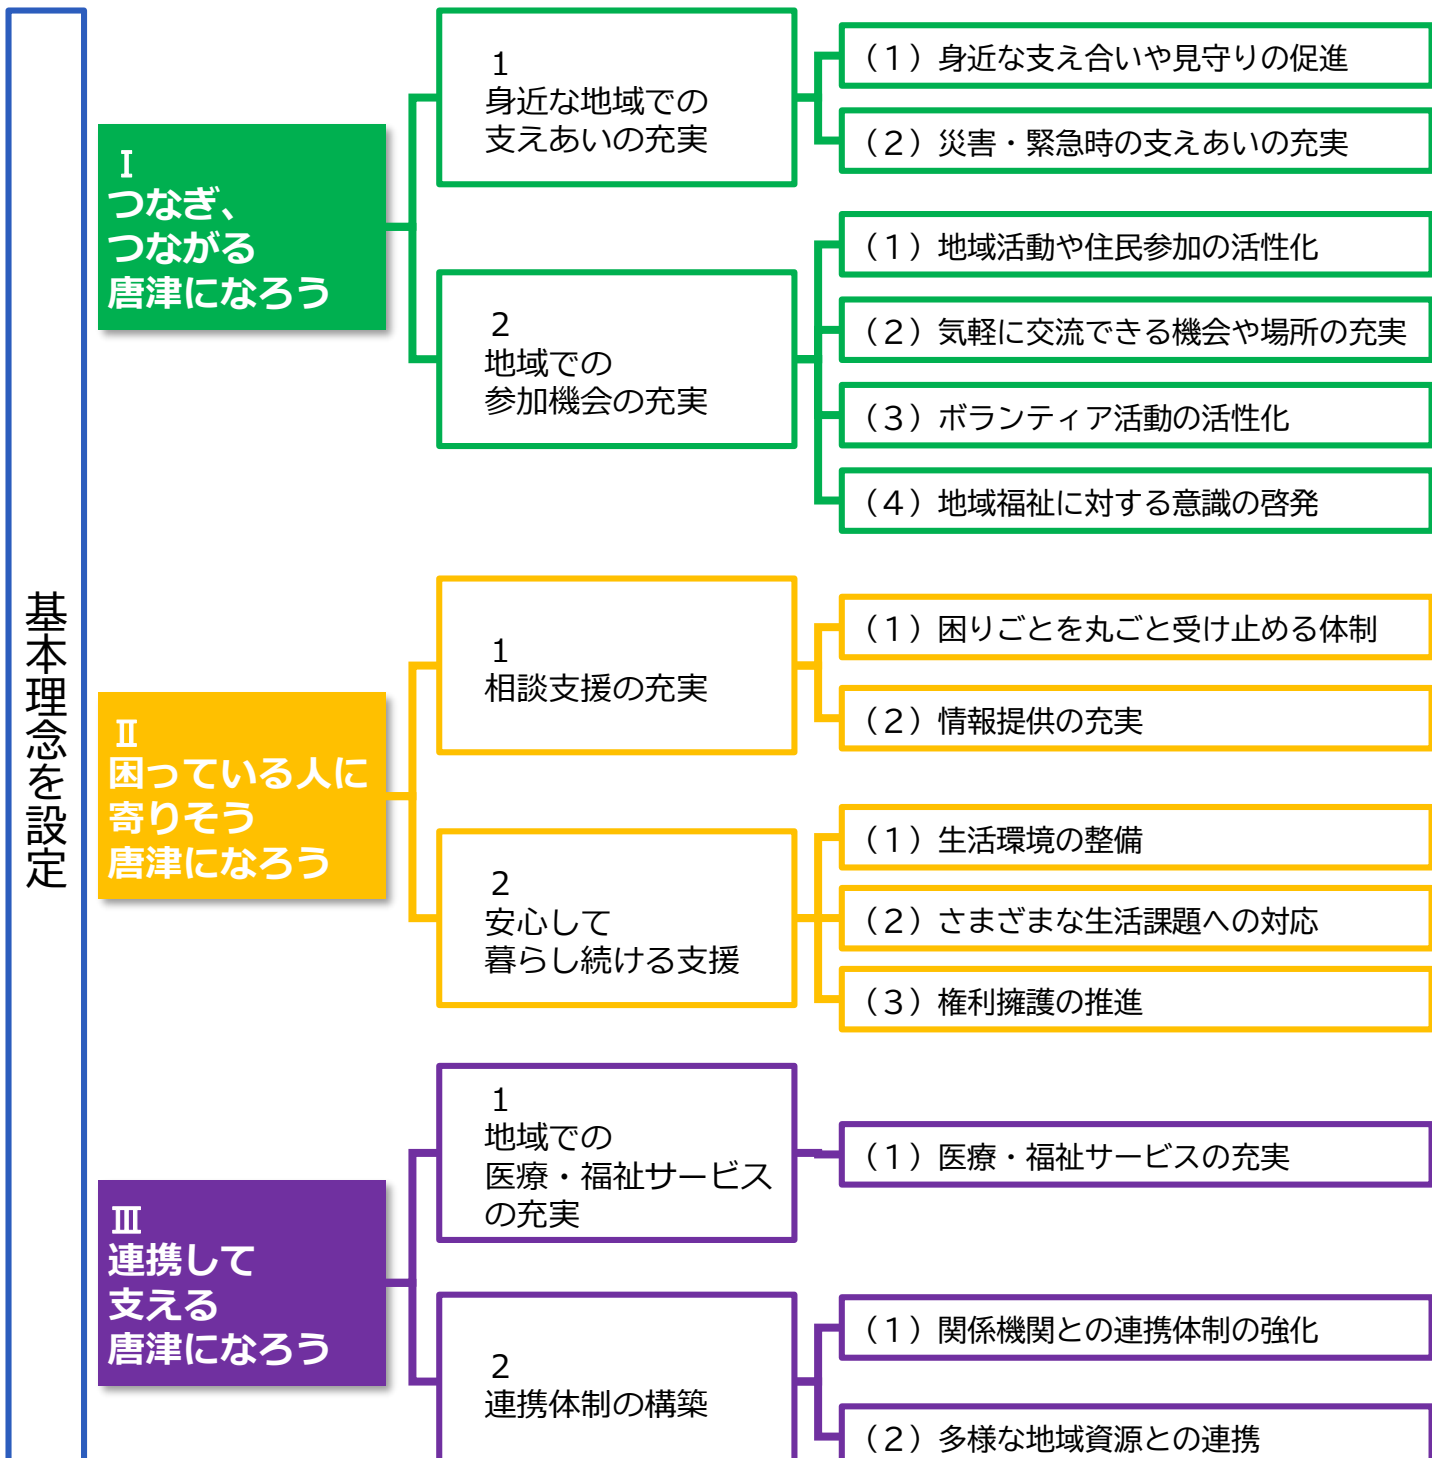 基本理念を設定
Ⅰ
つなぎ、
つながる
唐津になろう
1
身近な地域での
支えあいの充実
（1）身近な支え合いや見守りの促進
（2）災害・緊急時の支えあいの充実
2
地域での
参加機会の充実
（1）地域活動や住民参加の活性化
（2）気軽に交流できる機会や場所の充実
（3）ボランティア活動の活性化
（4）地域福祉に対する意識の啓発
Ⅱ
困っている人に
寄りそう
唐津になろう
1
相談支援の充実
（1）困りごとを丸ごと受け止める体制
（2）情報提供の充実
2
安心して
暮らし続ける支援
（1）生活環境の整備
（2）さまざまな生活課題への対応
（3）権利擁護の推進
Ⅲ
連携して
支える
唐津になろう
1
地域での
医療・福祉サービス
の充実
（1）医療・福祉サービスの充実
2
連携体制の構築
（1）関係機関との連携体制の強化
（2）多様な地域資源との連携